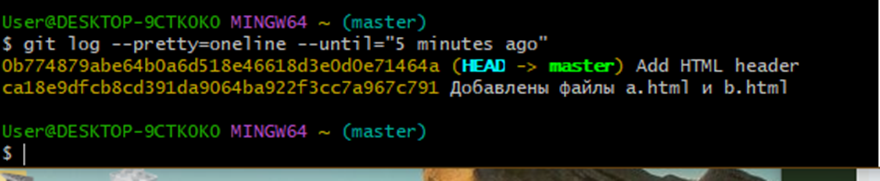 User@DESKTOP-9CTKOKO MINGW64 ~ (master)
$ git log --pretty=oneline --until="5 minutes ago"
0b774879abe64b0a6d518e46618d3e0d0e71464a (HEAD -> master) Add HTML header
ca18e9dfcb8cd391da9064ba922f3cc7a967c791 Добавлены файлы a.html и b.html
User@DESKTOP-9CTKOKO MINGW64 ~ (master)
$